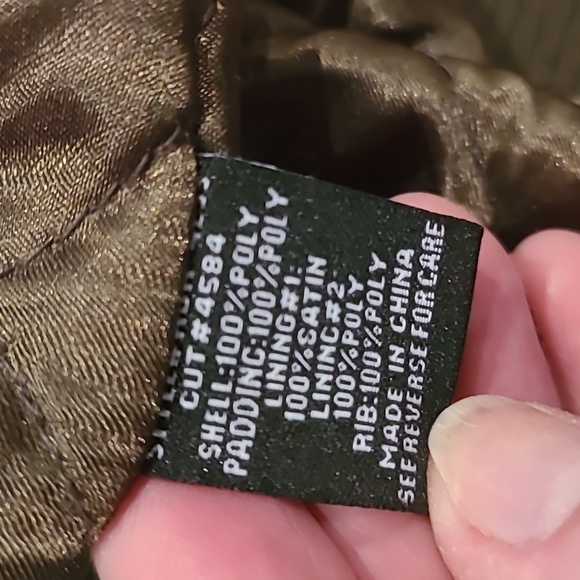 CUT#4584
SHELL:100%POLY
PADDING:100%POLY
LINING#1:
100%SATIN
LINING#2
100%POLY
RIB:100%POLY
MADE IN CHINA
SEE REVERSE FOR CARE